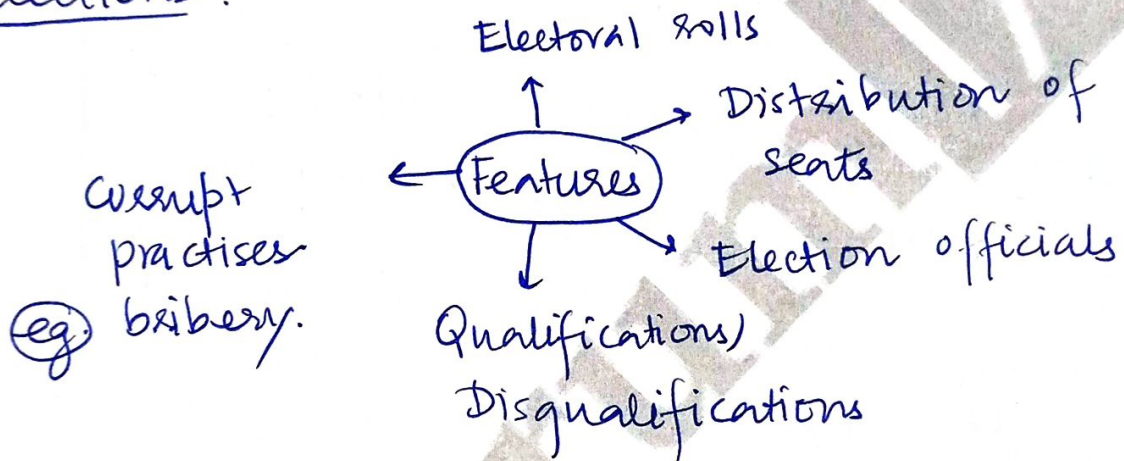 Electoral rolls
Distribution of
seats
Features
Corrupt
practises
eg. bribery.
Election officials
Qualifications/
Disqualifications